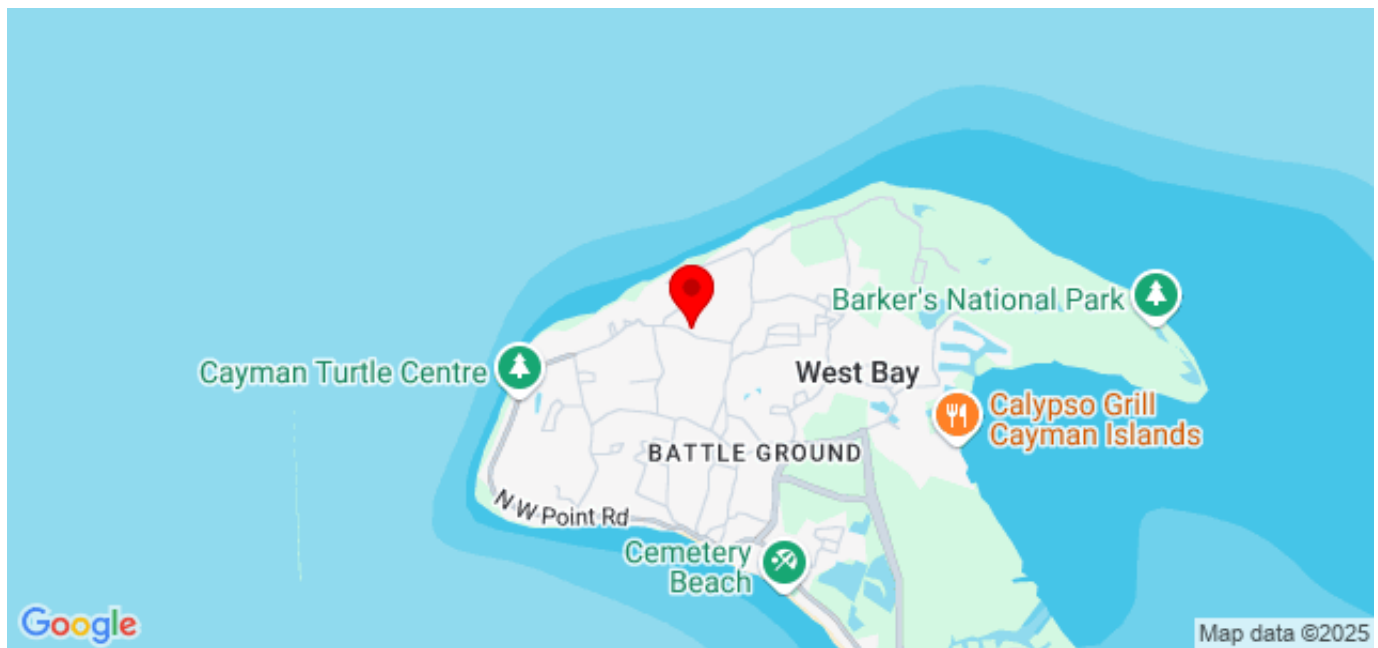 Barker's National Park
Cayman Turtle Centre
West Bay
Calypso Grill
Cayman Islands
BATTLE GROUND
N W Point Rd
Cemetery
Beach
Google
Map data ©2025